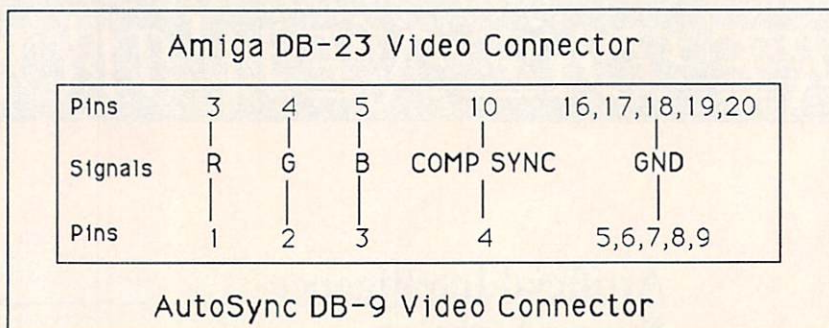 Amiga DB-23 Video Connector
Pins 3 4 5 10 16,17,18,19,20
Signals R G B COMP SYNC GND
Pins 1 2 3 4 5,6,7,8,9
AutoSync DB-9 Video Connector